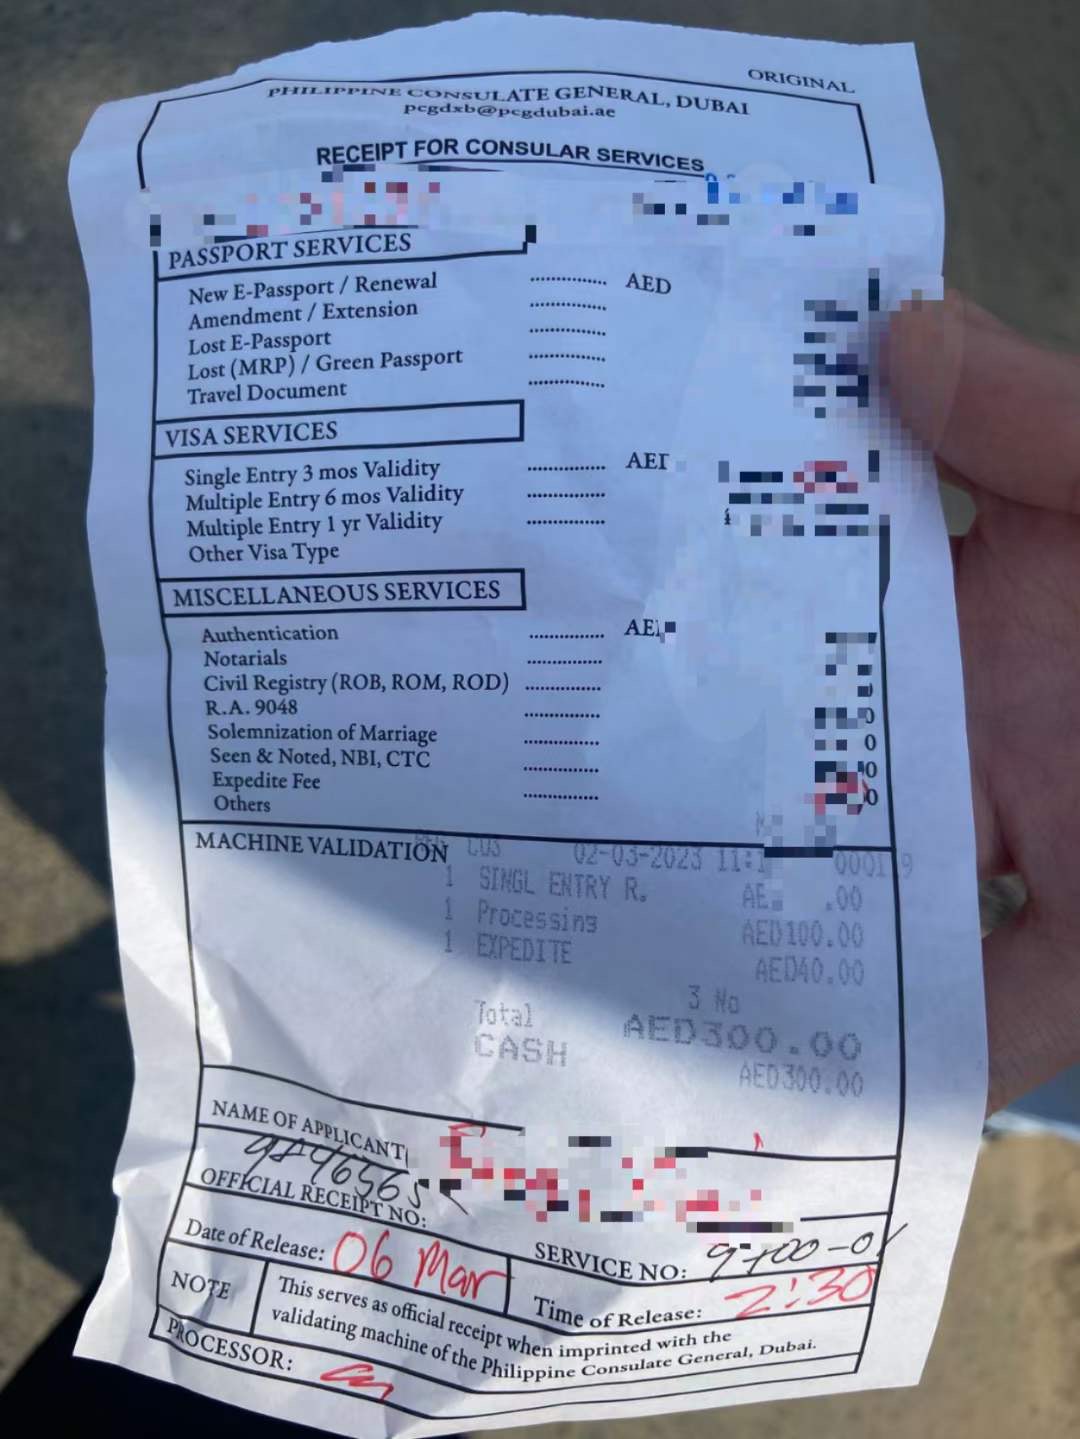 ORIGINAL
PHILIPPINE CONSULATE GENERAL, DUBAI
pcgdxb@pcgdubai.ae
RECEIPT FOR CONSULAR SERVICES
PASSPORT SERVICES
New E-Passport / Renewal ............... AED
Amendment / Extension ...............
Lost E-Passport ...............
Lost (MRP) / Green Passport ...............
Travel Document ...............
VISA SERVICES
Single Entry 3 mos Validity ...............
Multiple Entry 6 mos Validity ...............
Multiple Entry 1 yr Validity ...............
Other Visa Type
MISCELLANEOUS SERVICES
Authentication ...............
Notarials ...............
Civil Registry (ROB, ROM, ROD) ...............
R.A. 9048 ...............
Solemnization of Marriage ...............
Seen & Noted, NBI, CTC ...............
Expedite Fee ...............
Others
MACHINE VALIDATION
02-03-2023
1 SINGL ENTRY R. .00
1 Processing AED100.00
1 EXPEDITE AED40.00
3 No
Total AED300.00
CASH AED300.00
NAME OF APPLICANT
OFFICIAL RECEIPT NO:
SERVICE NO:
Date of Release: 06 Mar
Time of Release: 2:30
NOTE
This serves as official receipt when imprinted with the
validating machine of the Philippine Consulate General, Dubai.
PROCESSOR: